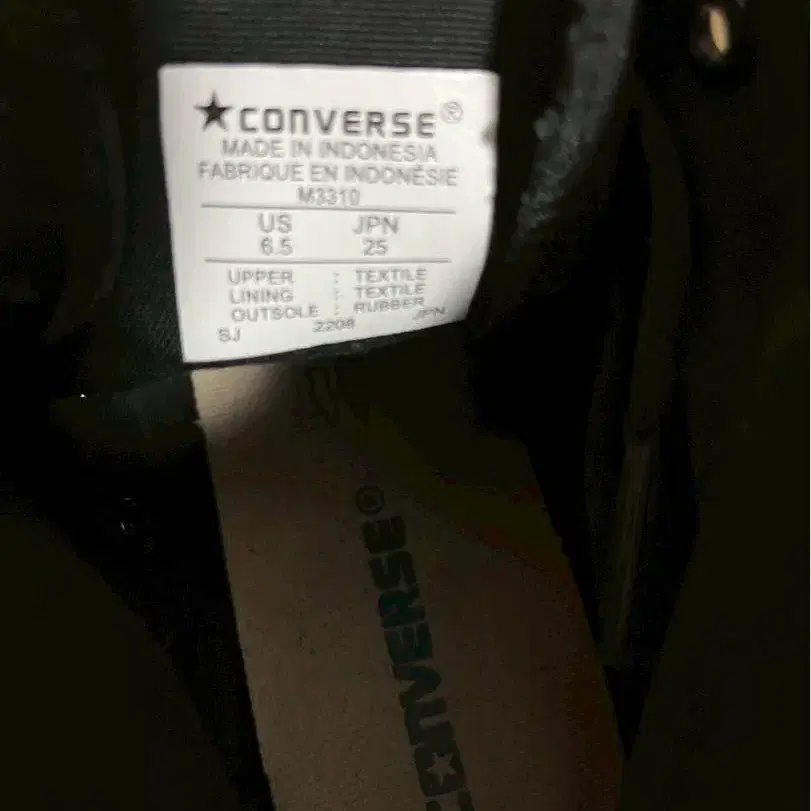 ★CONVERSE®
MADE IN INDONESIA
FABRIQUE EN INDONÉSIE
M3310
US JPN
6.5 25
UPPER : TEXTILE
LINING : TEXTILE
OUTSOLE : RUBBER
SJ 2208 JPN
CONVERSE®